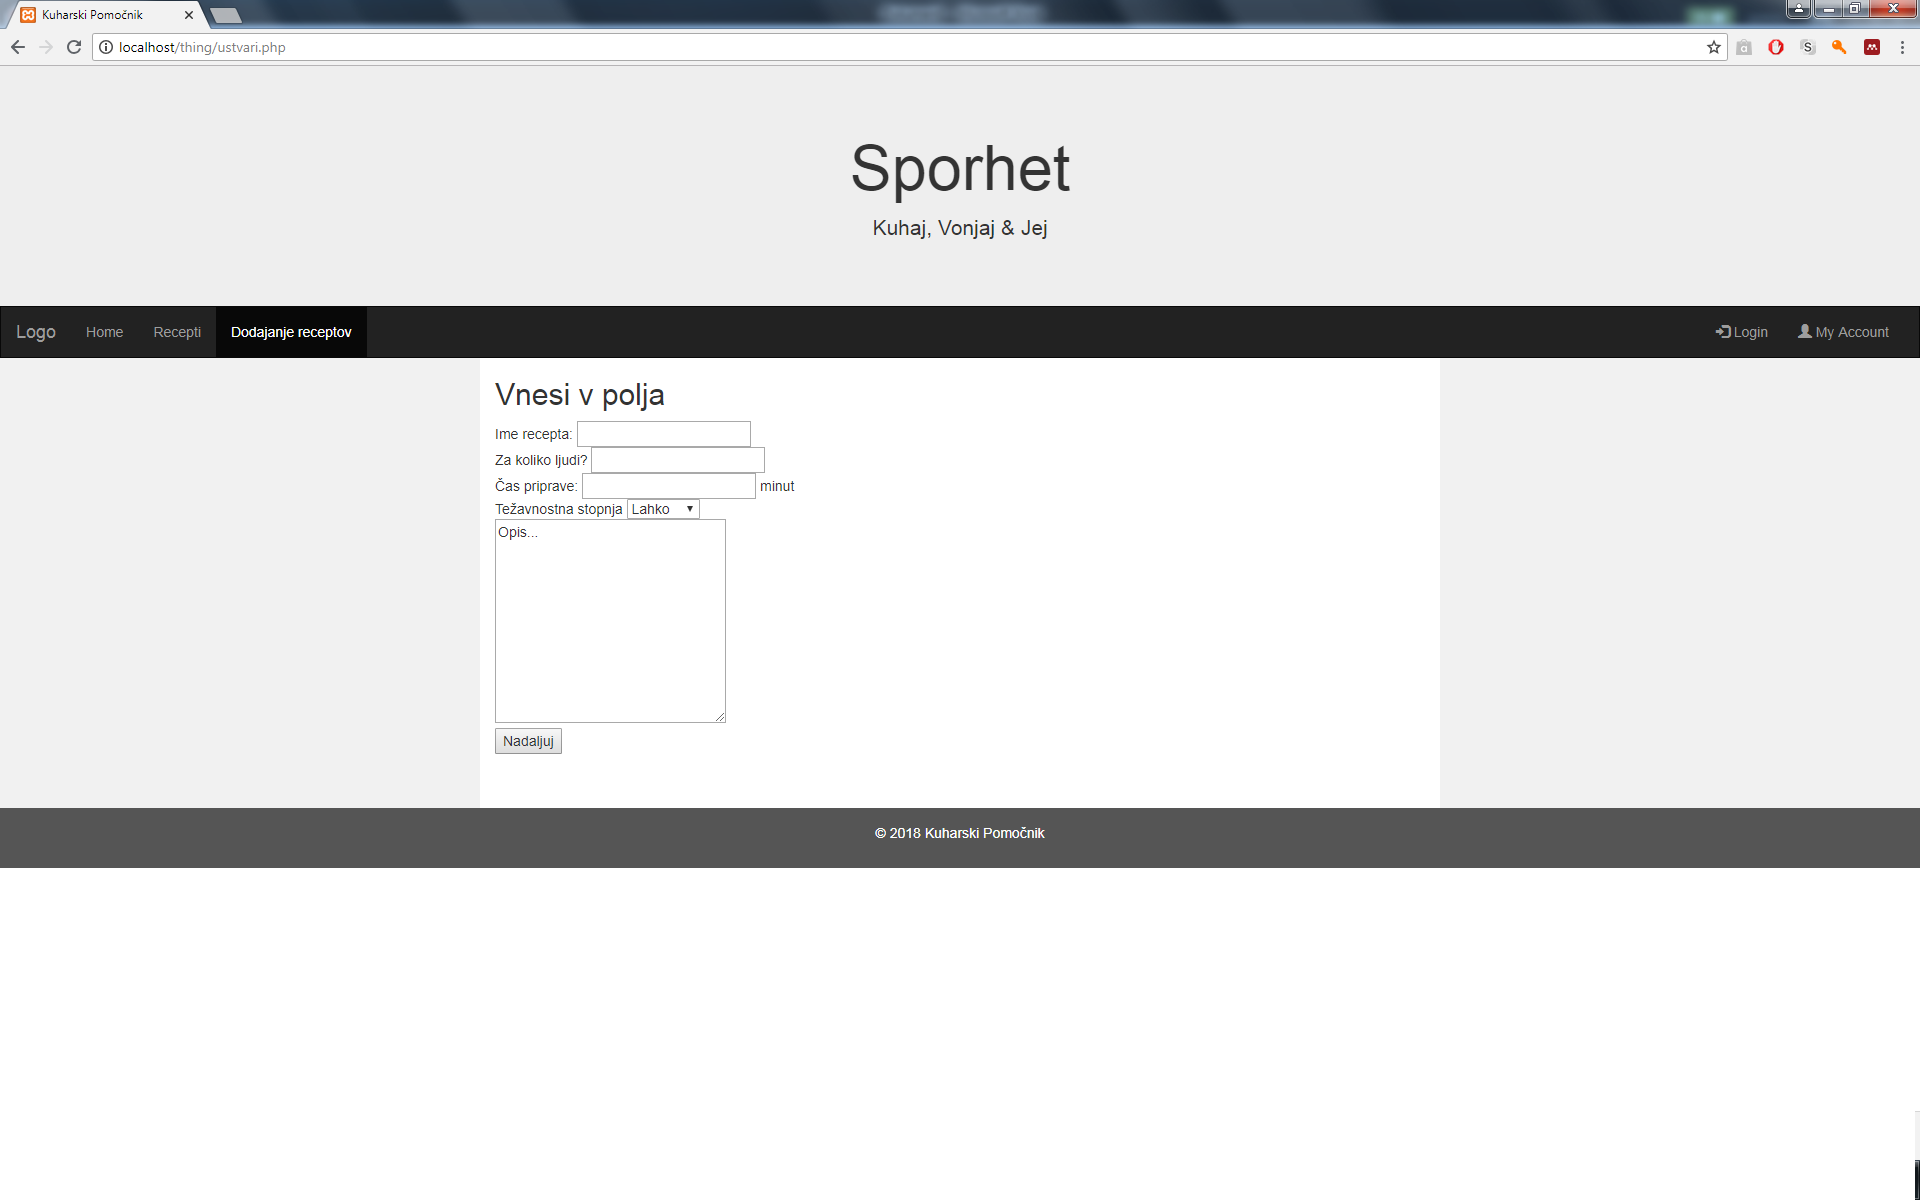 Kuharski Pomočnik
localhost/thing/ustvari.php
Sporhet
Kuhaj, Vonjaj & Jej
Logo Home Recepti Dodajanje receptov Login My Account
Vnesi v polja
Ime recepta:
Za koliko ljudi?
Čas priprave: minut
Težavnostna stopnja Lahko
Opis...
Nadaljuj
© 2018 Kuharski Pomočnik